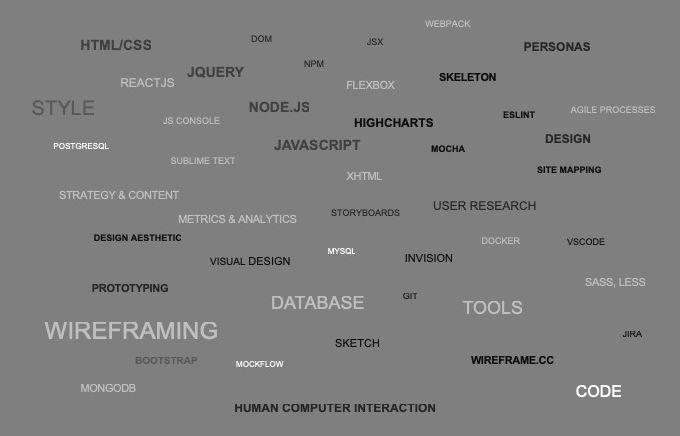 WEBPACK
DOM
JSX
HTML/CSS
PERSONAS
NPM
JQUERY
SKELETON
REACTJS
FLEXBOX
STYLE
NODE.JS
AGILE PROCESSES
ESLINT
JS CONSOLE
HIGHCHARTS
DESIGN
POSTGRESQL
JAVASCRIPT
MOCHA
SUBLIME TEXT
SITE MAPPING
XHTML
STRATEGY & CONTENT
USER RESEARCH
STORYBOARDS
METRICS & ANALYTICS
DESIGN AESTHETIC
DOCKER
VSCODE
MYSQL
VISUAL DESIGN
INVISION
SASS, LESS
PROTOTYPING
GIT
DATABASE
TOOLS
WIREFRAMING
JIRA
SKETCH
BOOTSTRAP
MOCKFLOW
WIREFRAME.CC
MONGODB
CODE
HUMAN COMPUTER INTERACTION